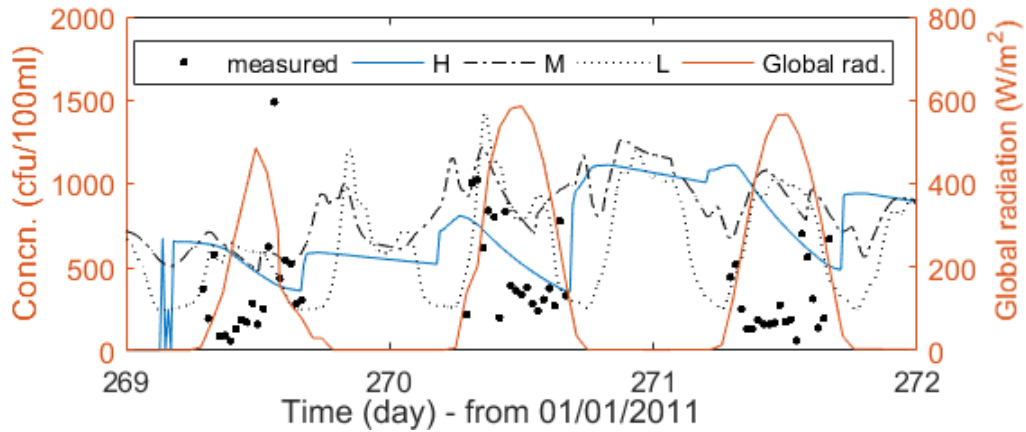 2000
1500
1000
500
0
Concn. (cfu/100ml)
measured H M L Global rad.
800
600
400
200
0
Global radiation (W/m²)
269 270 271 272
Time (day) - from 01/01/2011